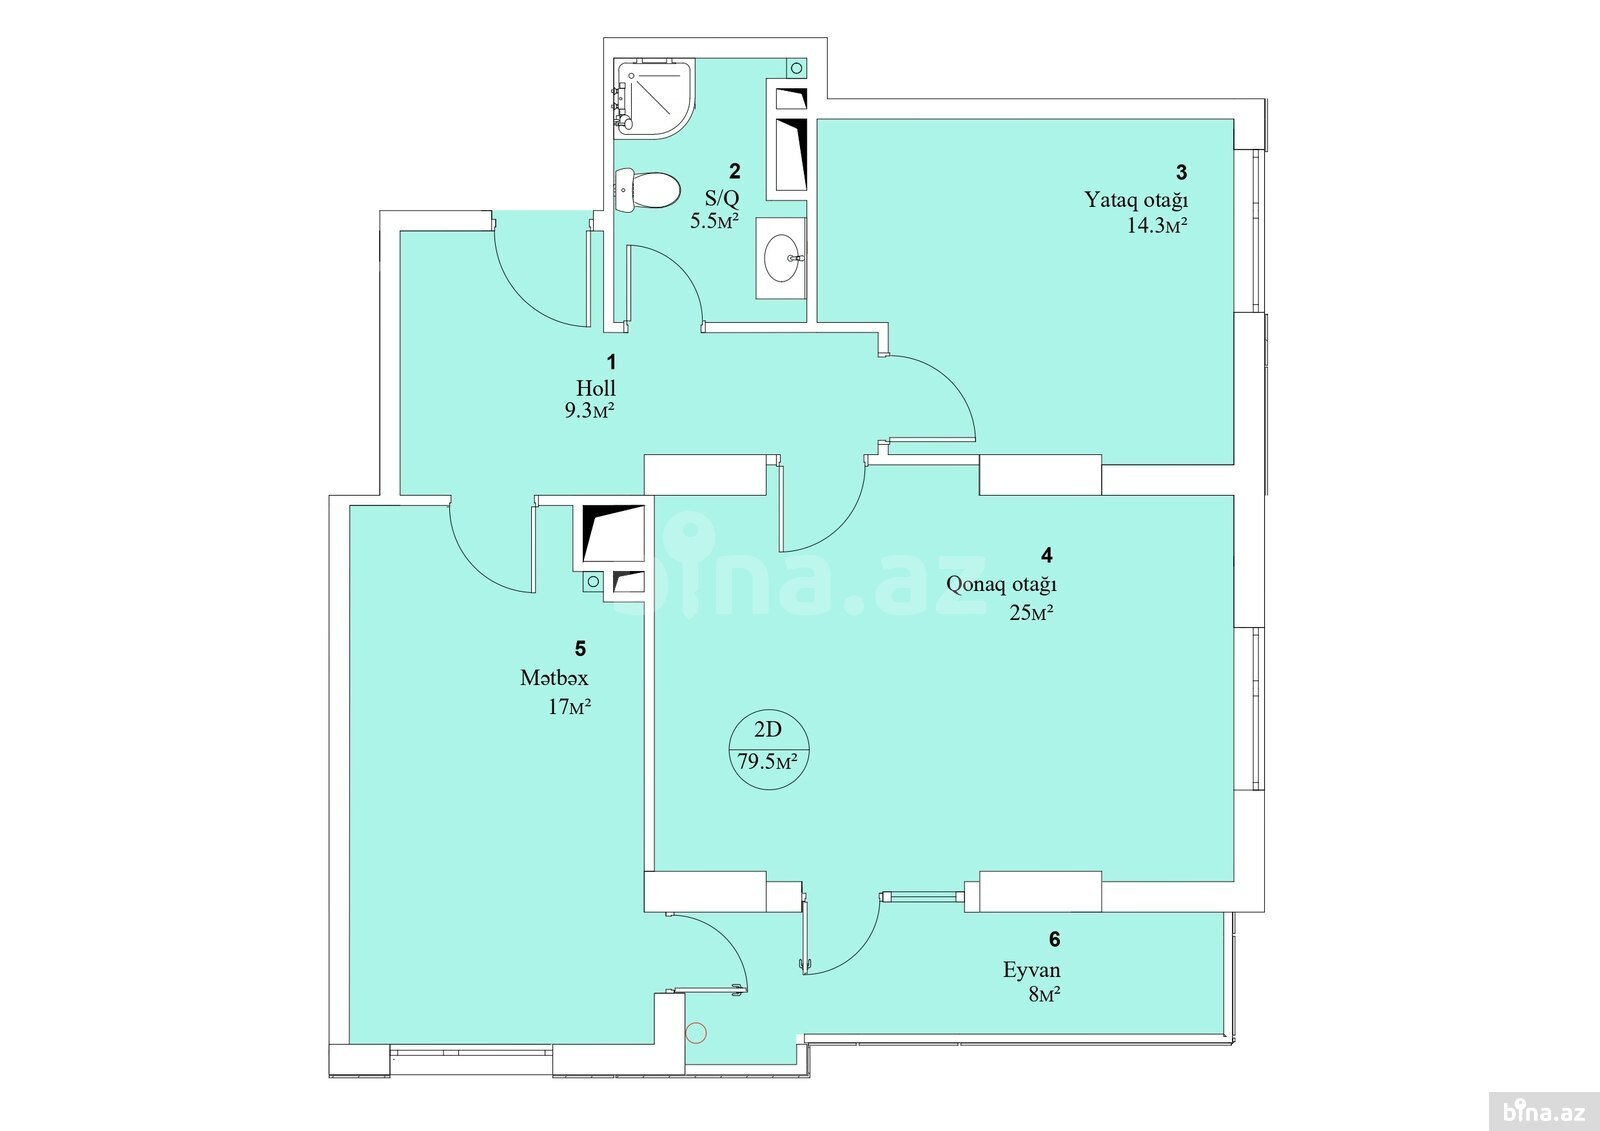 2
S/Q
5.5м²
3
Yataq otağı
14.3м²
1
Holl
9.3м²
4
Qonaq otağı
25м²
bina.az
5
Mətbəx
17м²
2D
79.5м²
6
Eyvan
8м²
bina.az